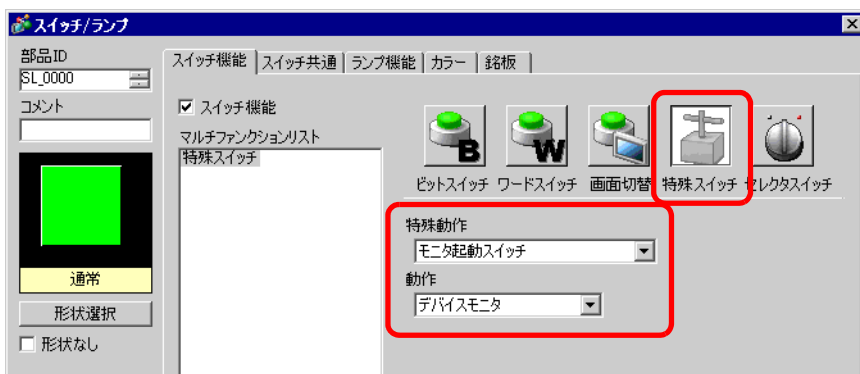 スイッチ/ランプ
部品ID
SL_0000
コメント
通常
形状選択
形状なし
スイッチ機能 スイッチ共通 ランプ機能 カラー 銘板
スイッチ機能
マルチファンクションリスト
特殊スイッチ
B W
ビットスイッチ ワードスイッチ 画面切替 特殊スイッチ セレクタスイッチ
特殊動作
モニタ起動スイッチ
動作
デバイスモニタ